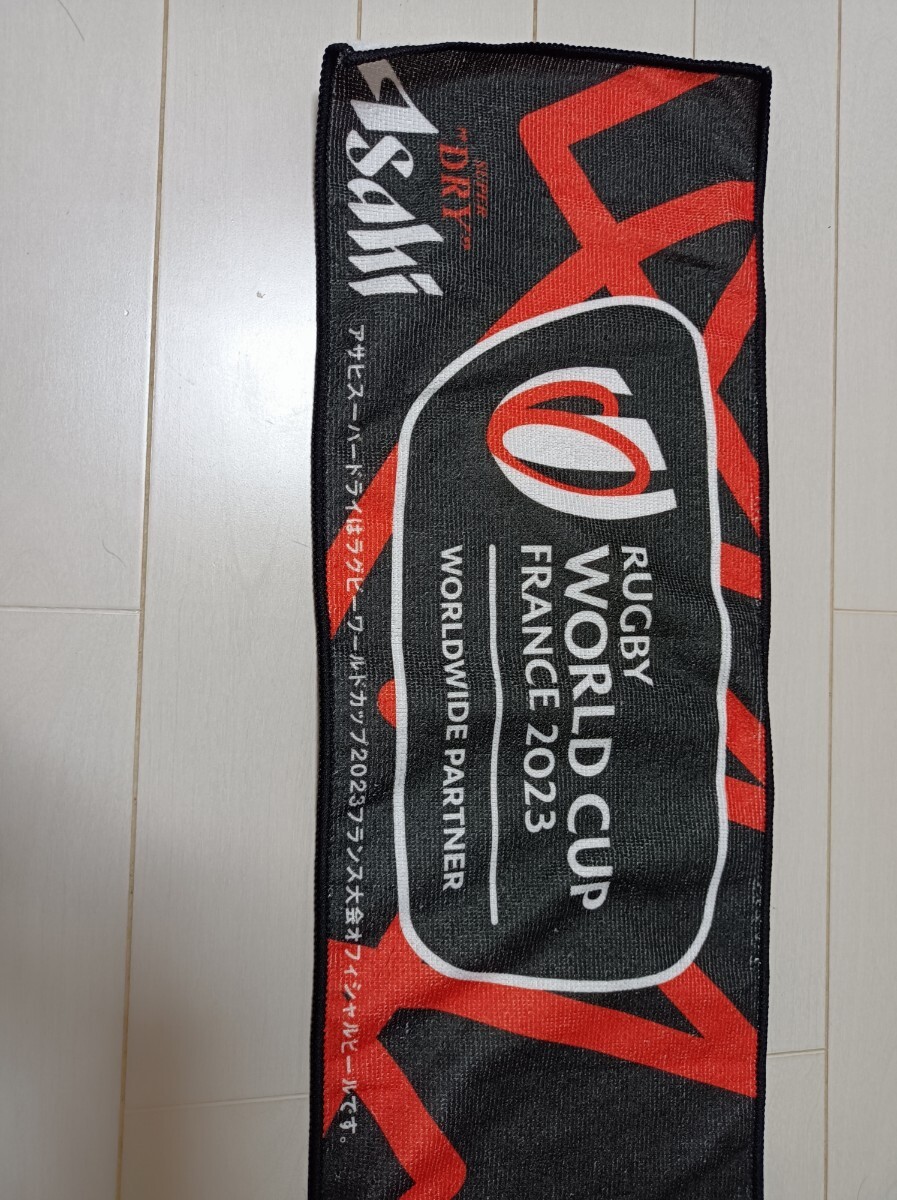 RUGBY
WORLD CUP
FRANCE 2023
WORLDWIDE PARTNER
SUPER
"DRY"
Asahi
アサヒスーパードライはラグビーワールドカップ2023フランス大会オフィシャルビールです。